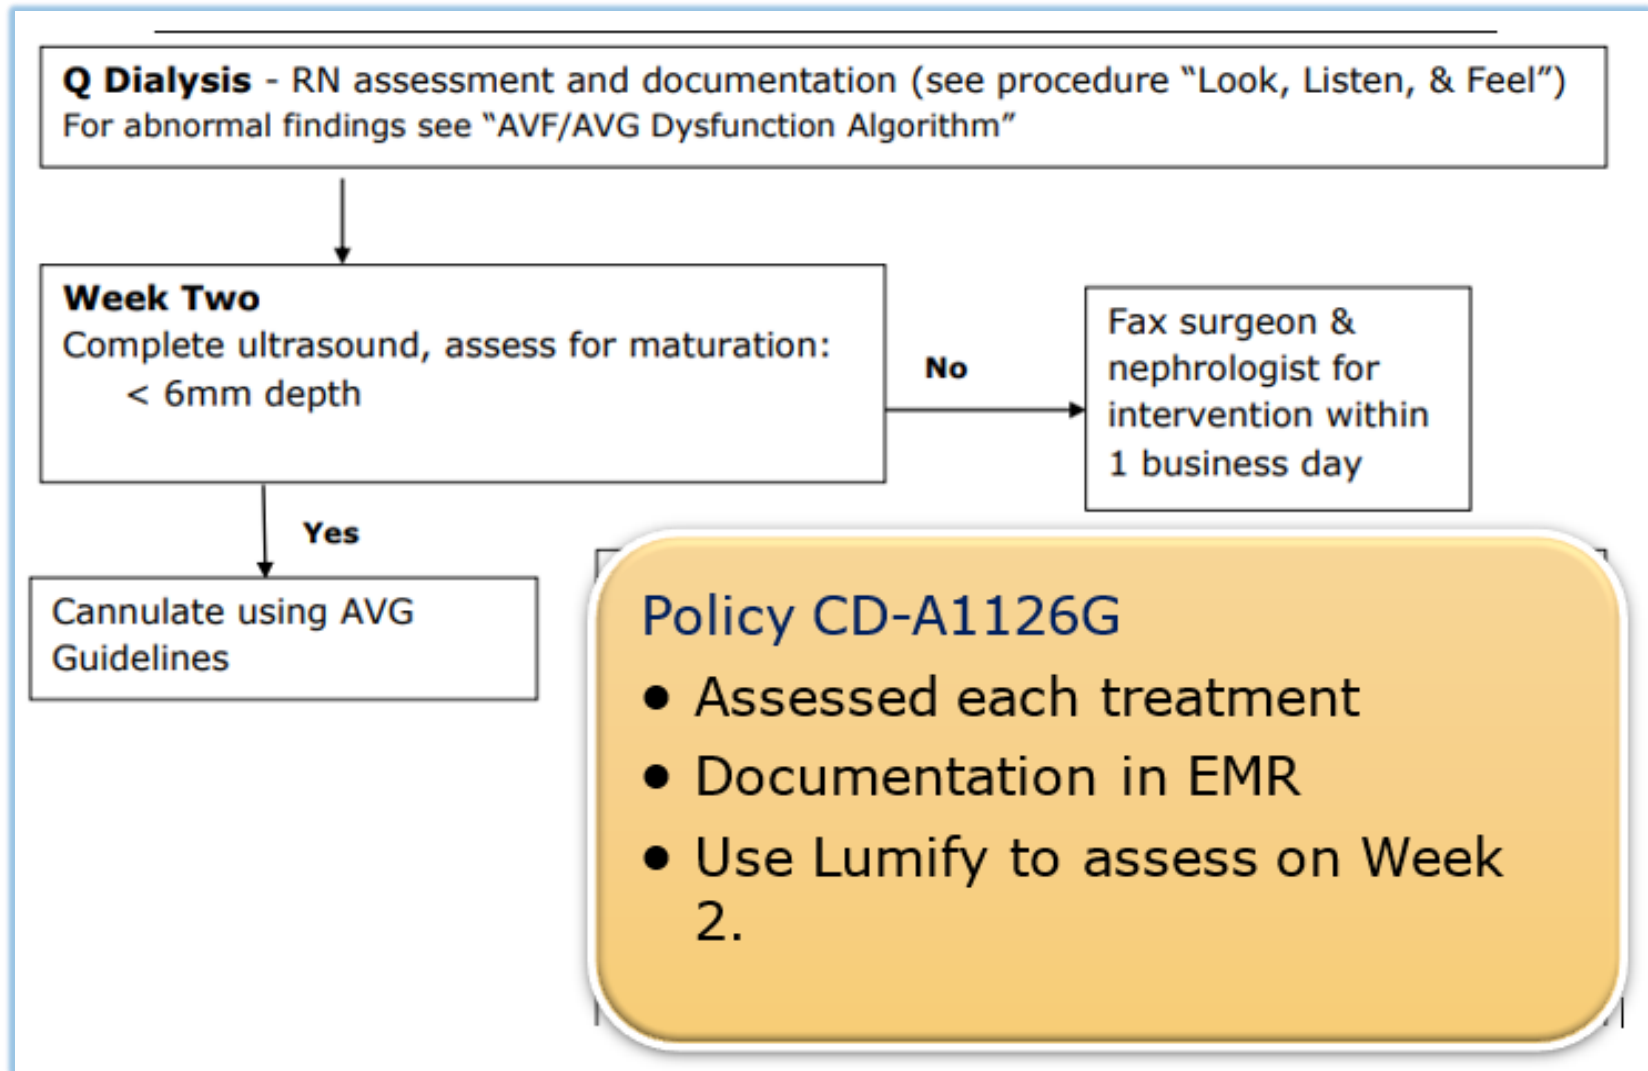 Q Dialysis - RN assessment and documentation (see procedure “Look, Listen, & Feel”)
For abnormal findings see “AVF/AVG Dysfunction Algorithm”
Week Two
Complete ultrasound, assess for maturation:
< 6mm depth
No
Fax surgeon &
nephrologist for
intervention within
1 business day
Yes
Cannulate using AVG
Guidelines
Policy CD-A1126G
● Assessed each treatment
● Documentation in EMR
● Use Lumify to assess on Week
2.